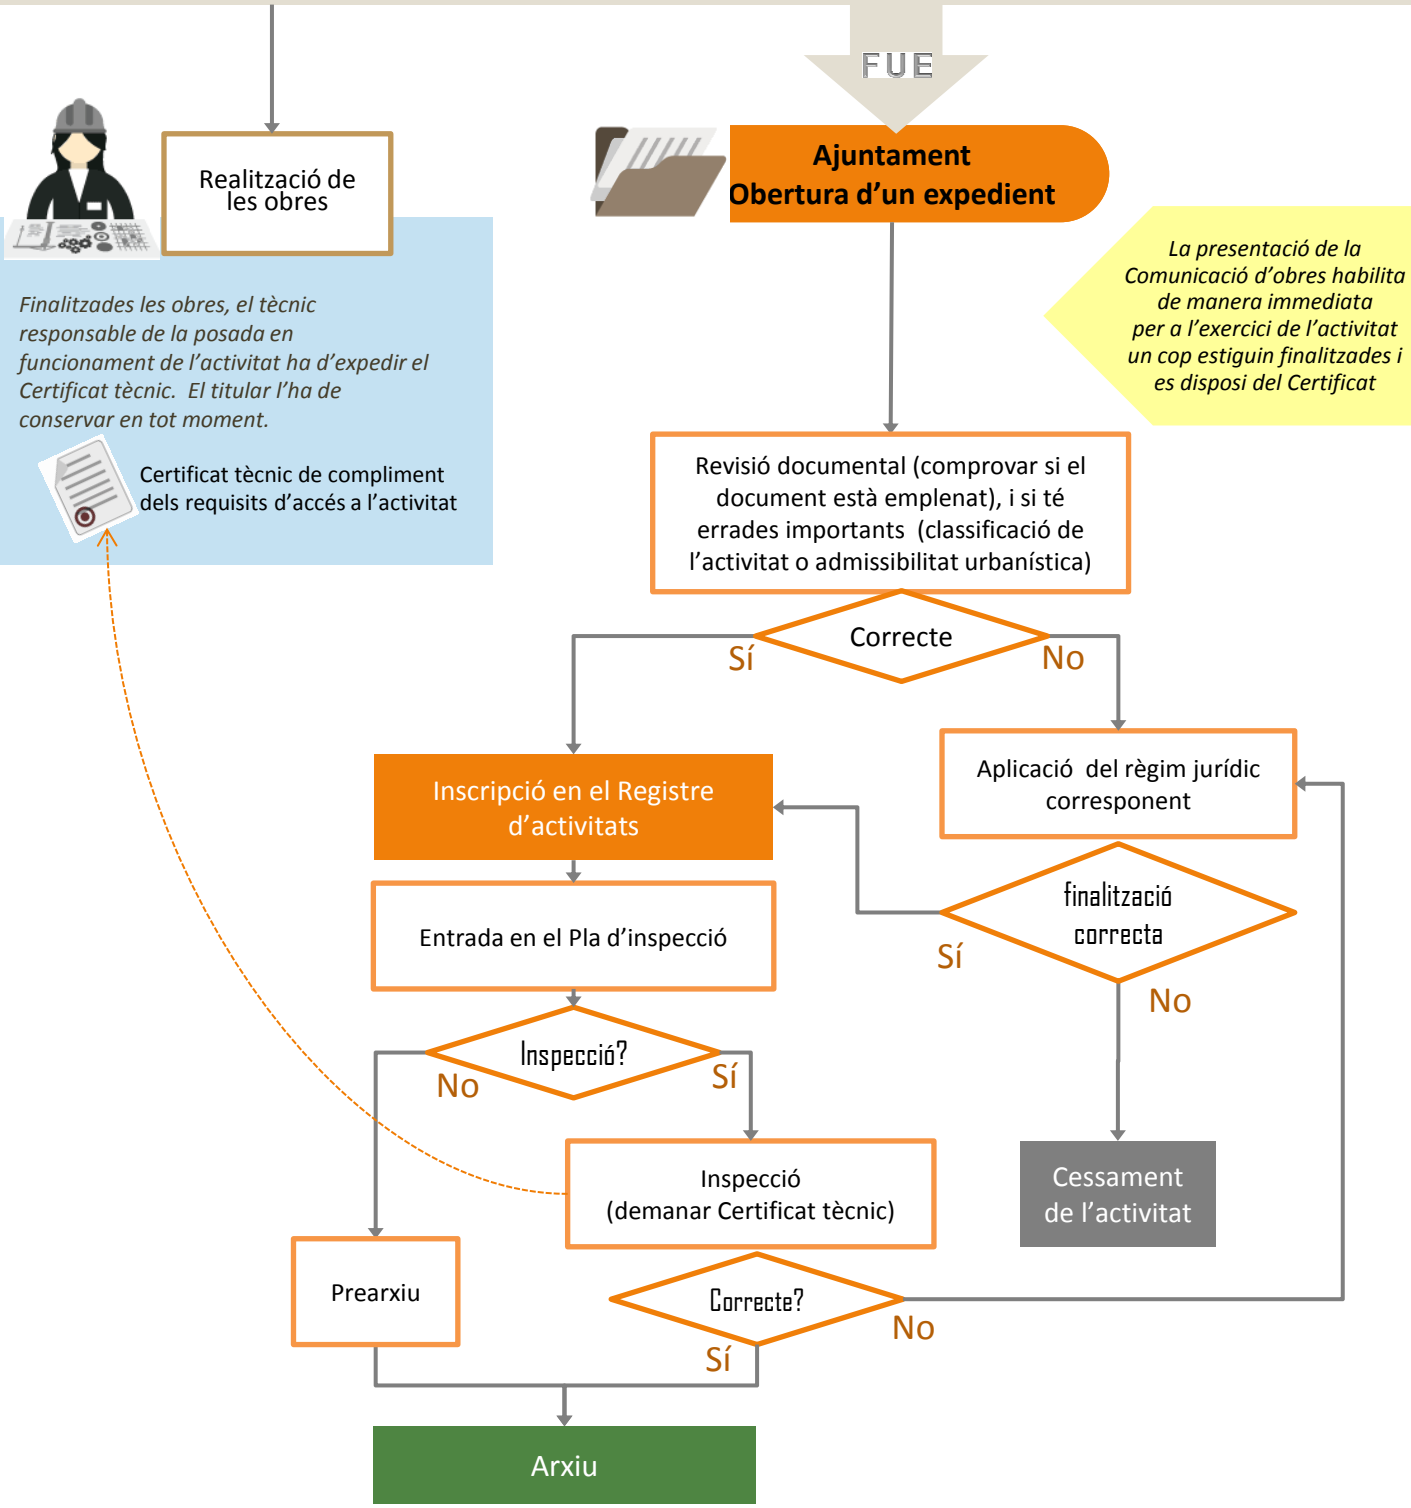 FUE
Realització de
les obres
Ajuntament
Obertura d'un expedient
La presentació de la
Comunicació d'obres habilita
de manera immediata
per a l'exercici de l'activitat
un cop estiguin finalitzades i
es disposi del Certificat
Finalitzades les obres, el tècnic
responsable de la posada en
funcionament de l'activitat ha d'expedir el
Certificat tècnic. El titular l'ha de
conservar en tot moment.
Certificat tècnic de compliment
dels requisits d'accés a l'activitat
Revisió documental (comprovar si el
document està emplenat), i si té
errades importants (classificació de
l'activitat o admissibilitat urbanística)
Correcte
Sí
No
Inscripció en el Registre
d'activitats
Aplicació del règim jurídic
corresponent
finalització
correcta
Sí
No
Entrada en el Pla d'inspecció
Inspecció?
No
Sí
Inspecció
(demanar Certificat tècnic)
Cessament
de l'activitat
Prearxiu
Correcte?
No
Sí
Arxiu